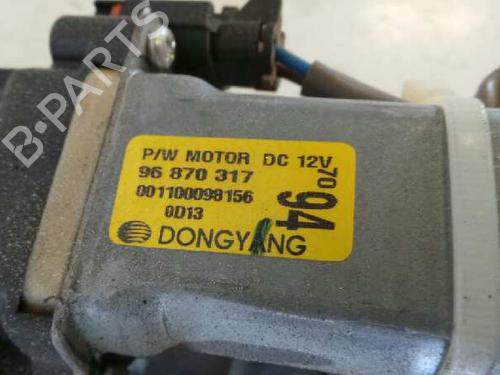 B-PARTS
P/W MOTOR DC 12V
96 870 317
001100098156
0D13
DONGYANG
70
94